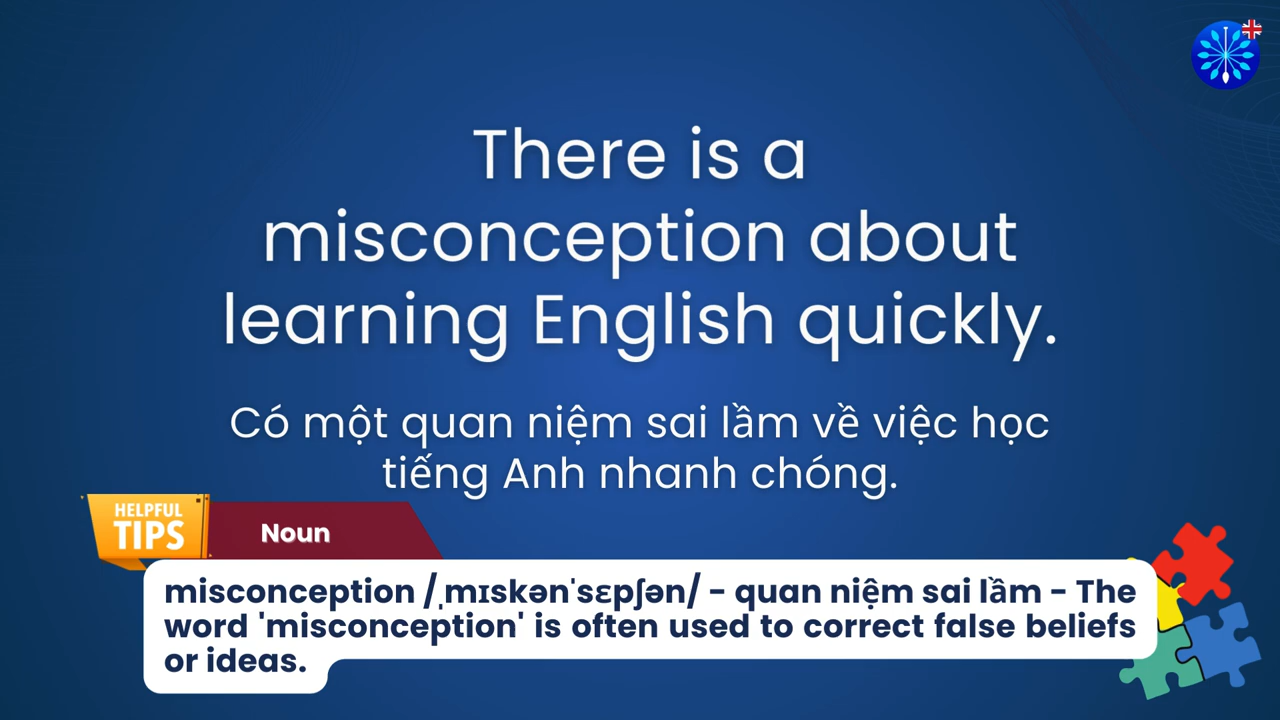 There is a
misconception about
learning English quickly.
Có một quan niệm sai lầm về việc học
tiếng Anh nhanh chóng.
HELPFUL
TIPS
Noun
misconception /ˌmɪskənˈsɛpʃən/ - quan niệm sai lầm - The
word 'misconception' is often used to correct false beliefs
or ideas.